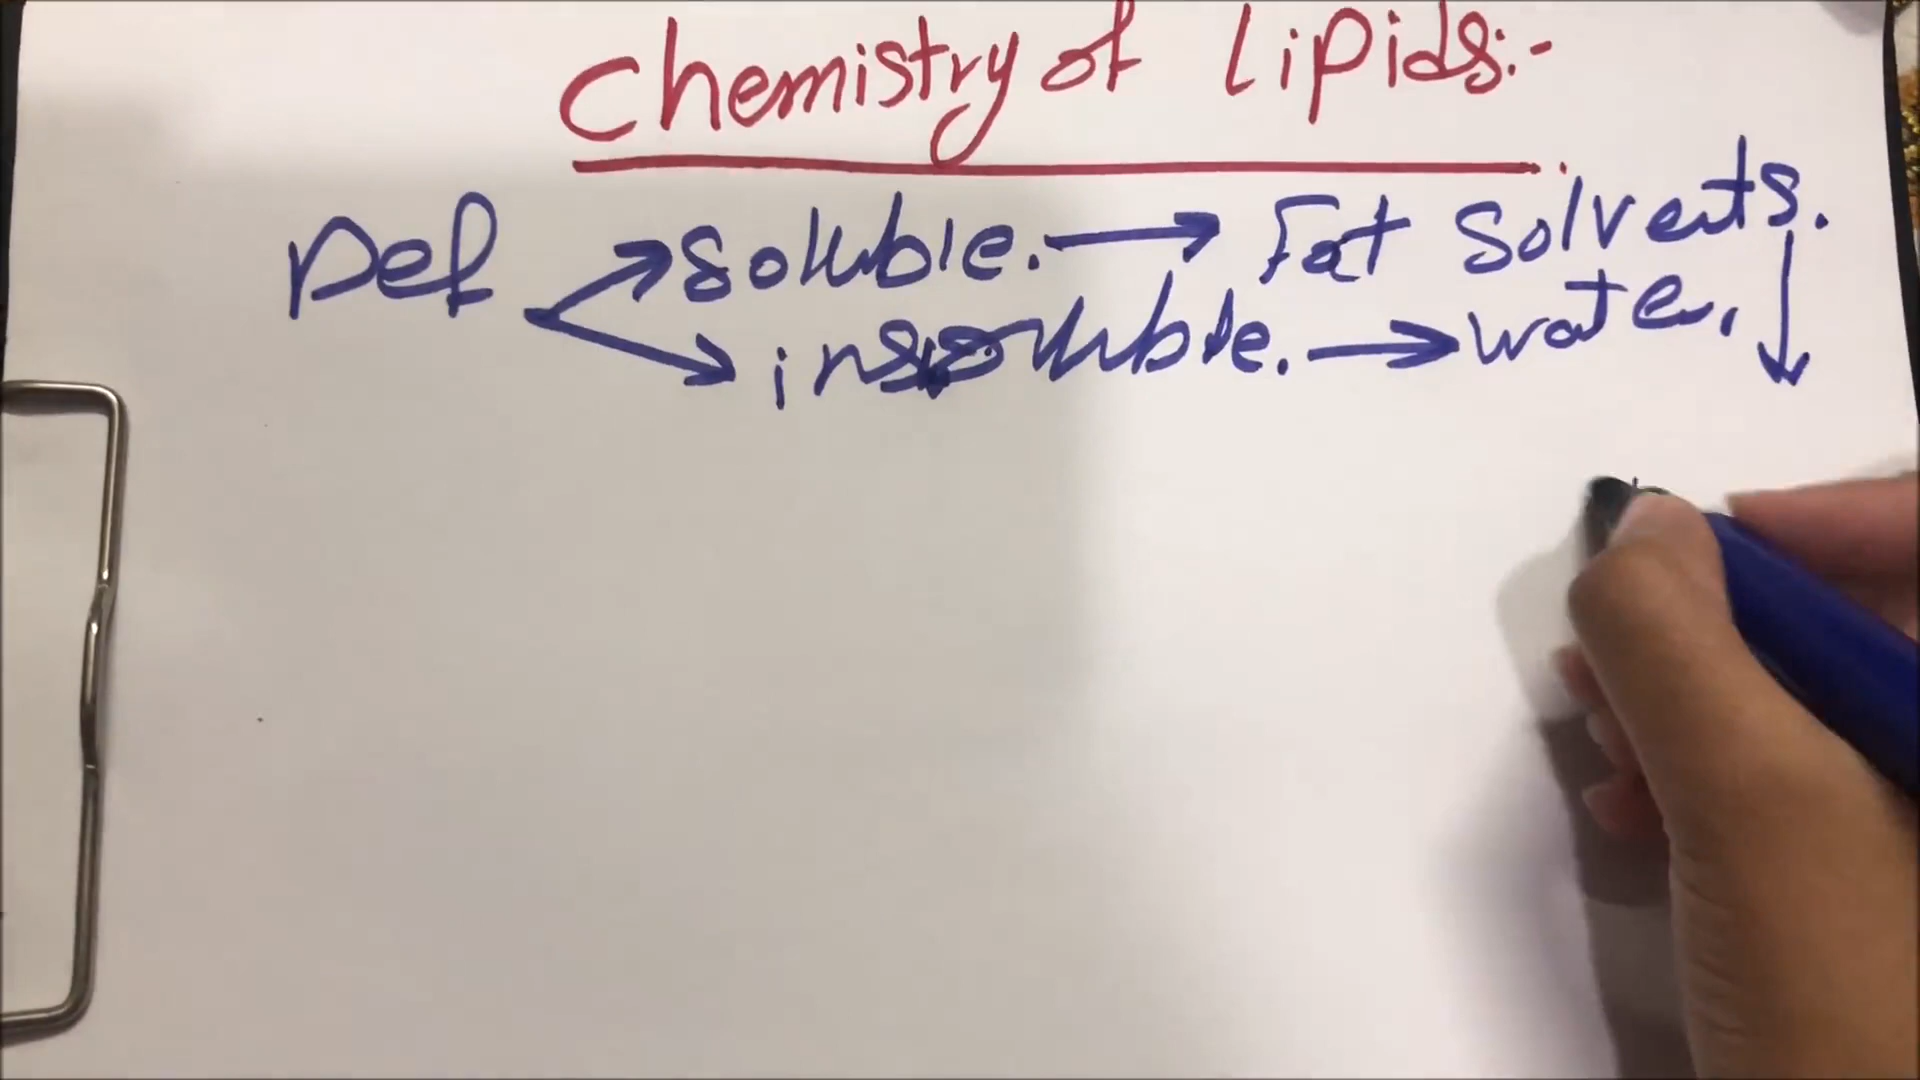 Chemistry of Lipids:-
Def → soluble. → Fat Solvents.
→ insoluble. → water.